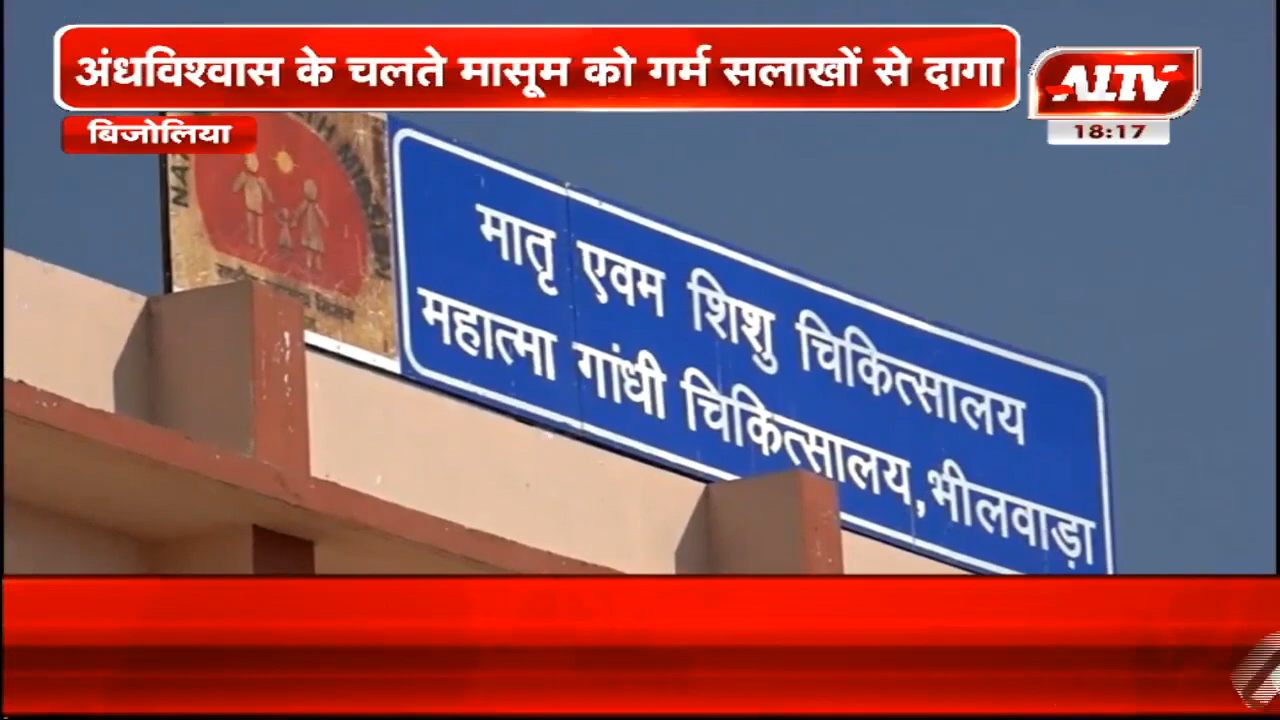 अंधविश्वास के चलते मासूम को गर्म सलाखों से दागा
ALTV
18:17
बिजोलिया
मातृ एवम शिशु चिकित्सालय
महात्मा गांधी चिकित्सालय,भीलवाड़ा